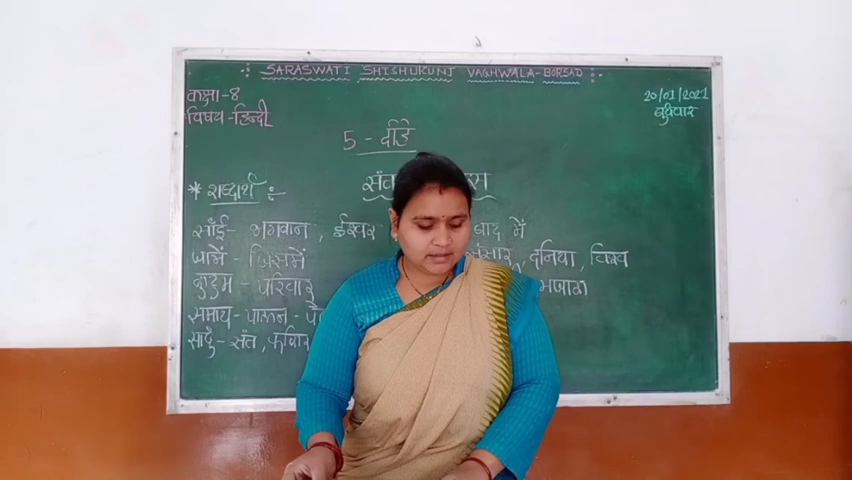 SARASWATI SHISHUKUNJ VAGHWALA-BORSAD
कक्षा-8
20/01/2021
विषय-हिन्दी
बुधवार
5 - दोहे
* शब्दार्थ :-
साँई- भगवान, ईश्वर
बाद में
जामें - जिसमें
संसार, दुनिया, विश्व
कुटुम - परिवार
समाय - पालन -
साधुँ - संत, फकीर